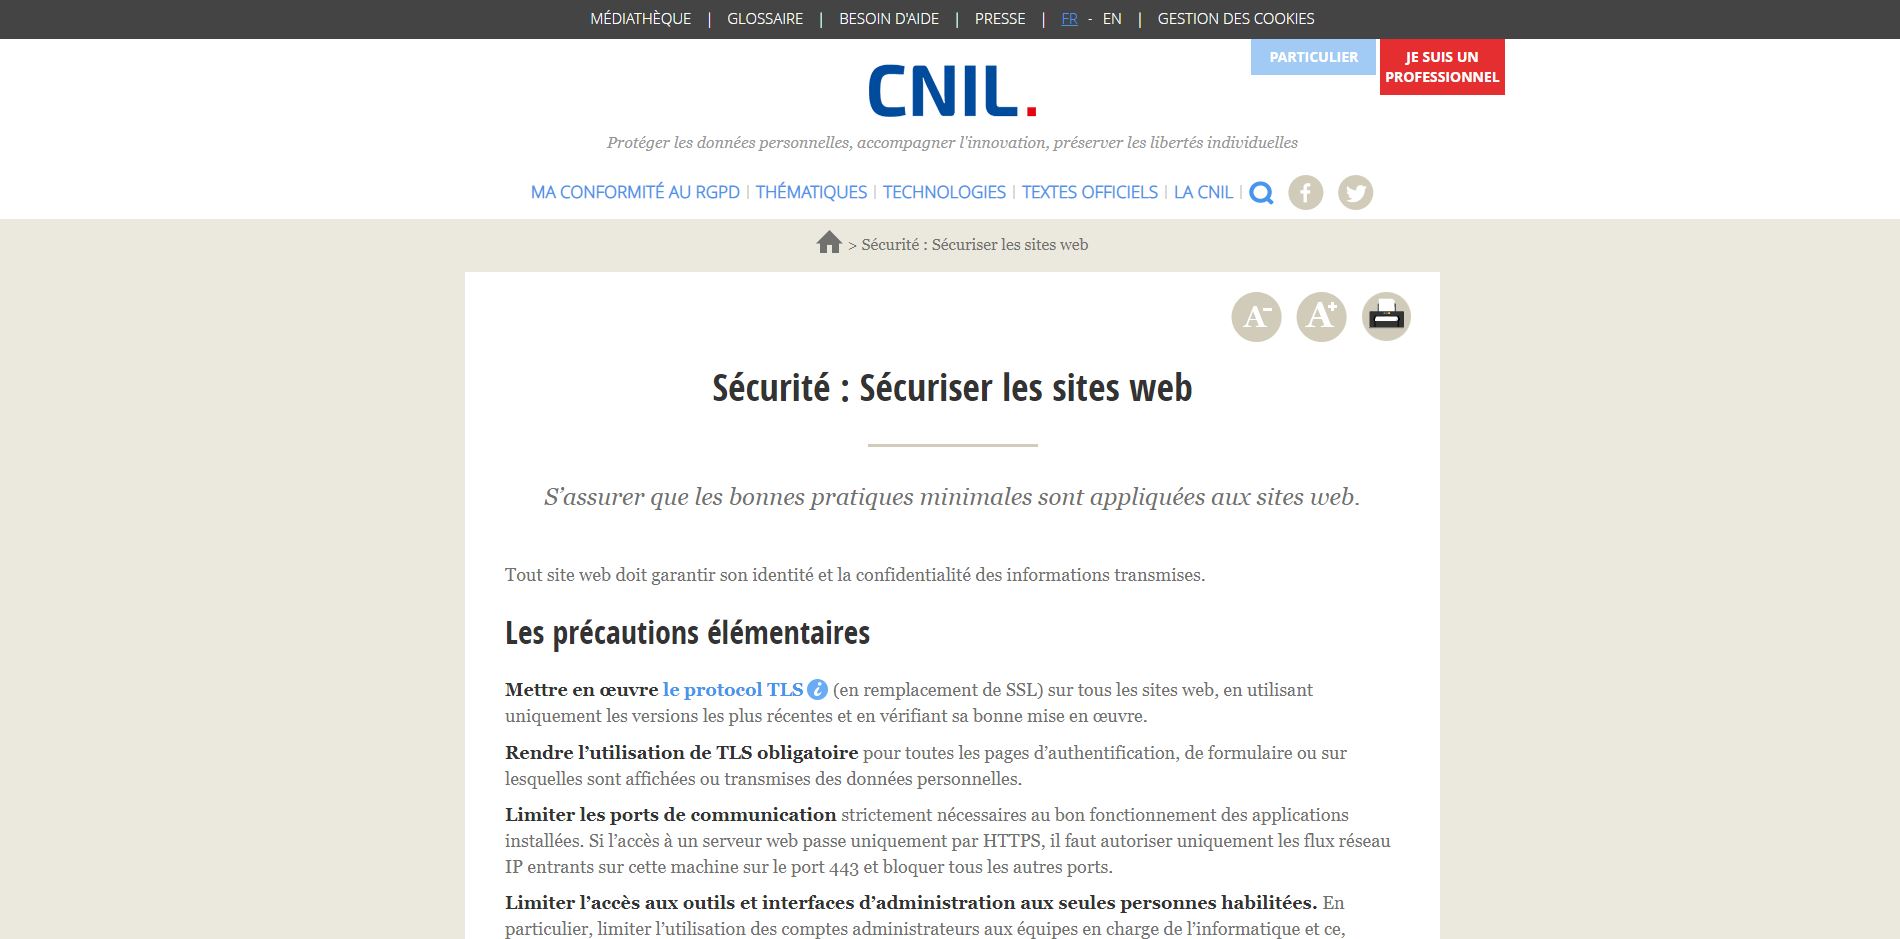 MÉDIATHÈQUE | GLOSSAIRE | BESOIN D'AIDE | PRESSE | FR - EN | GESTION DES COOKIES
PARTICULIER
JE SUIS UN
PROFESSIONNEL
CNIL.
Protéger les données personnelles, accompagner l'innovation, préserver les libertés individuelles
MA CONFORMITÉ AU RGPD | THÉMATIQUES | TECHNOLOGIES | TEXTES OFFICIELS | LA CNIL |
> Sécurité : Sécuriser les sites web
A- A+
Sécurité : Sécuriser les sites web
S’assurer que les bonnes pratiques minimales sont appliquées aux sites web.
Tout site web doit garantir son identité et la confidentialité des informations transmises.
Les précautions élémentaires
Mettre en œuvre le protocol TLS i (en remplacement de SSL) sur tous les sites web, en utilisant
uniquement les versions les plus récentes et en vérifiant sa bonne mise en œuvre.
Rendre l’utilisation de TLS obligatoire pour toutes les pages d’authentification, de formulaire ou sur
lesquelles sont affichées ou transmises des données personnelles.
Limiter les ports de communication strictement nécessaires au bon fonctionnement des applications
installées. Si l’accès à un serveur web passe uniquement par HTTPS, il faut autoriser uniquement les flux réseau
IP entrants sur cette machine sur le port 443 et bloquer tous les autres ports.
Limiter l’accès aux outils et interfaces d’administration aux seules personnes habilitées. En
particulier, limiter l’utilisation des comptes administrateurs aux équipes en charge de l’informatique et ce,